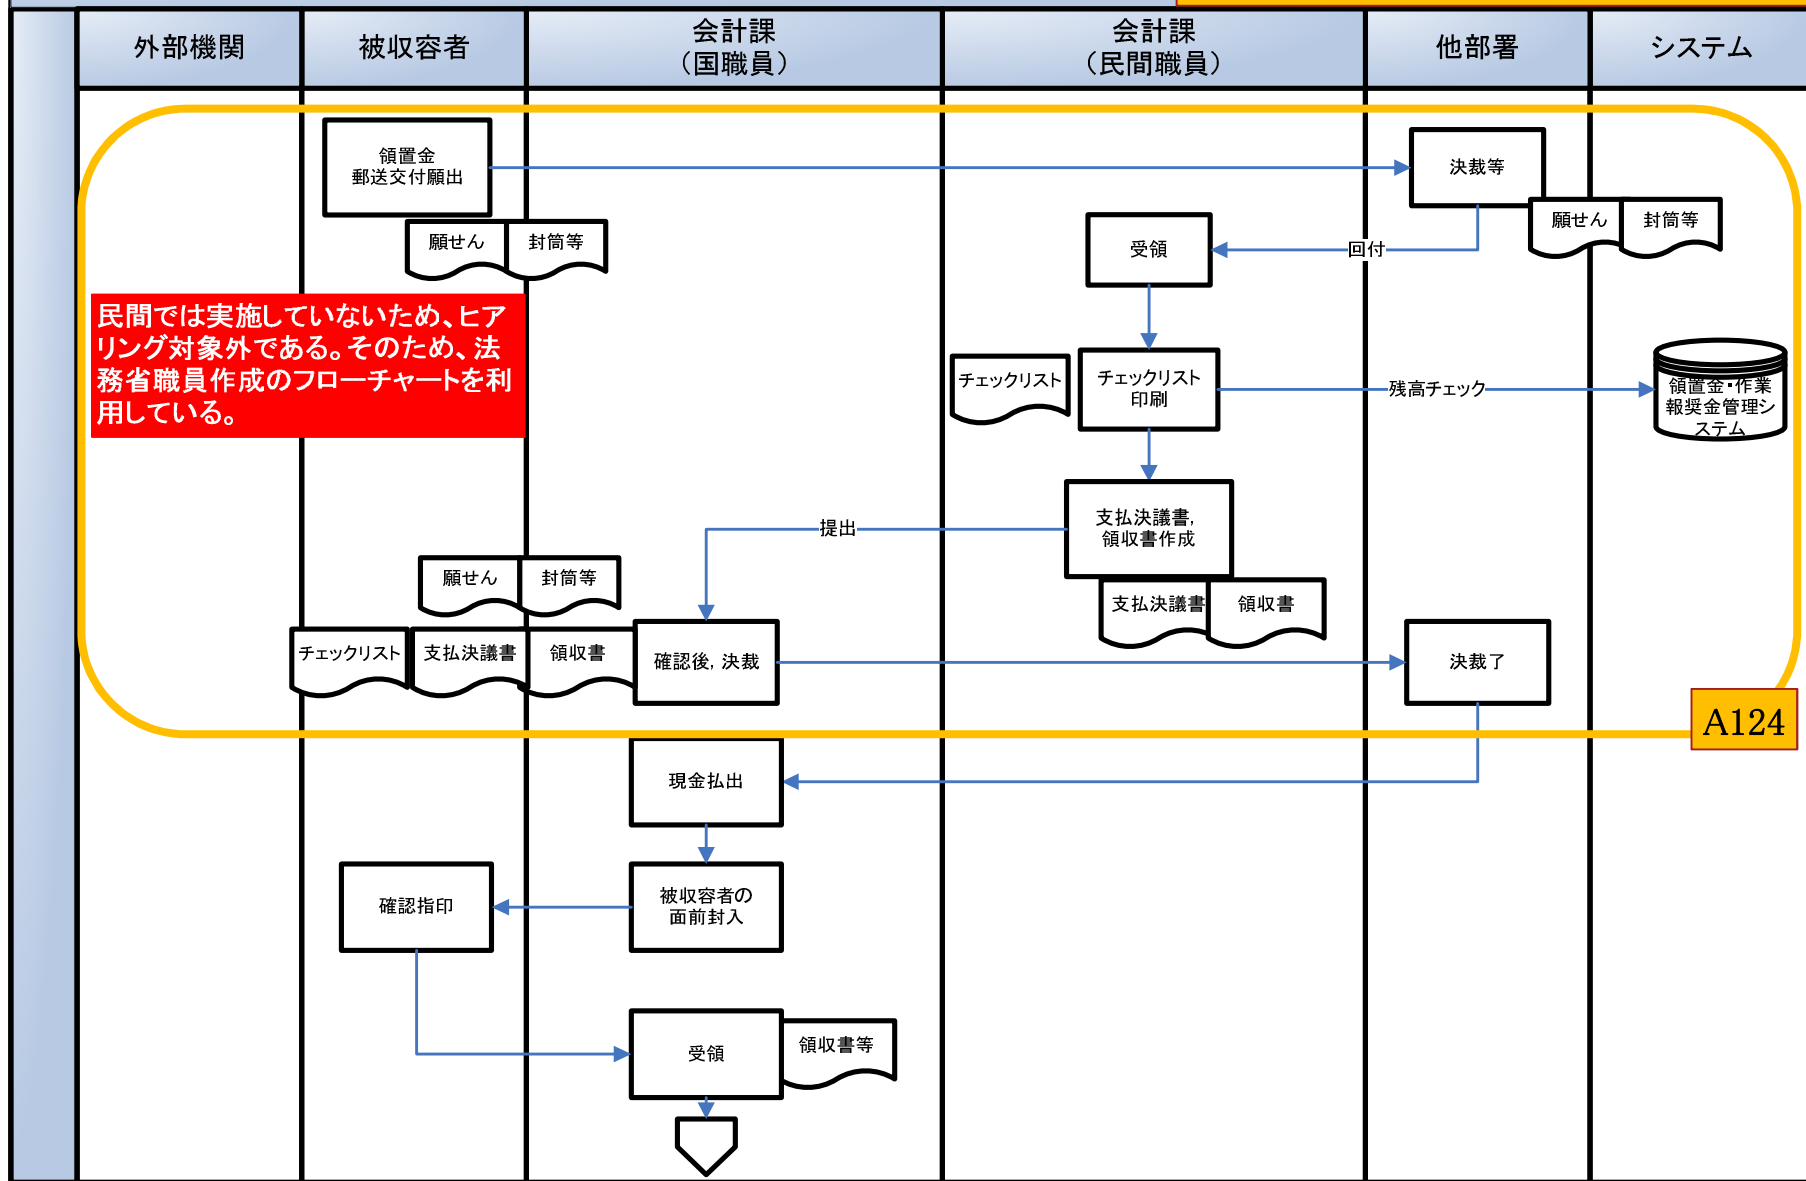 外部機関
被収容者
会計課
（国職員）
会計課
（民間職員）
他部署
システム
領置金
郵送交付願出
決裁等
願せん
封筒等
願せん
封筒等
受領
回付
民間では実施していないため、ヒア
リング対象外である。そのため、法
務省職員作成のフローチャートを利
用している。
チェックリスト
チェックリスト
印刷
残高チェック
領置金・作業
報奨金管理シ
ステム
支払決議書,
領収書作成
提出
願せん
封筒等
支払決議書
領収書
チェックリスト
支払決議書
領収書
確認後, 決裁
決裁了
A124
現金払出
確認指印
被収容者の
面前封入
受領
領収書等